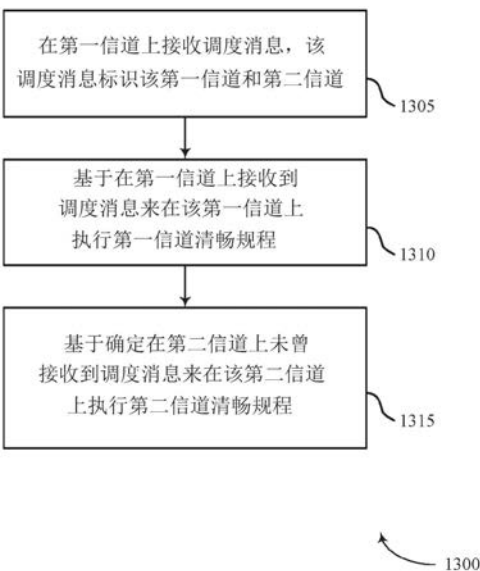 在第一信道上接收调度消息，该
调度消息标识该第一信道和第二信道
1305
基于在第一信道上接收到
调度消息来在该第一信道上
执行第一信道清畅规程
1310
基于确定在第二信道上未曾
接收到调度消息来在该第二信道
上执行第二信道清畅规程
1315
1300